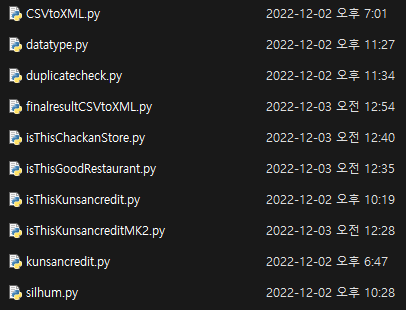 CSVtoXML.py 2022-12-02 오후 7:01
datatype.py 2022-12-02 오후 11:27
duplicatecheck.py 2022-12-02 오후 11:34
finalresultCSVtoXML.py 2022-12-03 오전 12:54
isThisChackanStore.py 2022-12-03 오전 12:40
isThisGoodRestaurant.py 2022-12-03 오전 12:35
isThisKunsancredit.py 2022-12-02 오후 10:19
isThisKunsancreditMK2.py 2022-12-03 오전 12:28
kunsancredit.py 2022-12-02 오후 6:47
silhum.py 2022-12-02 오후 10:28